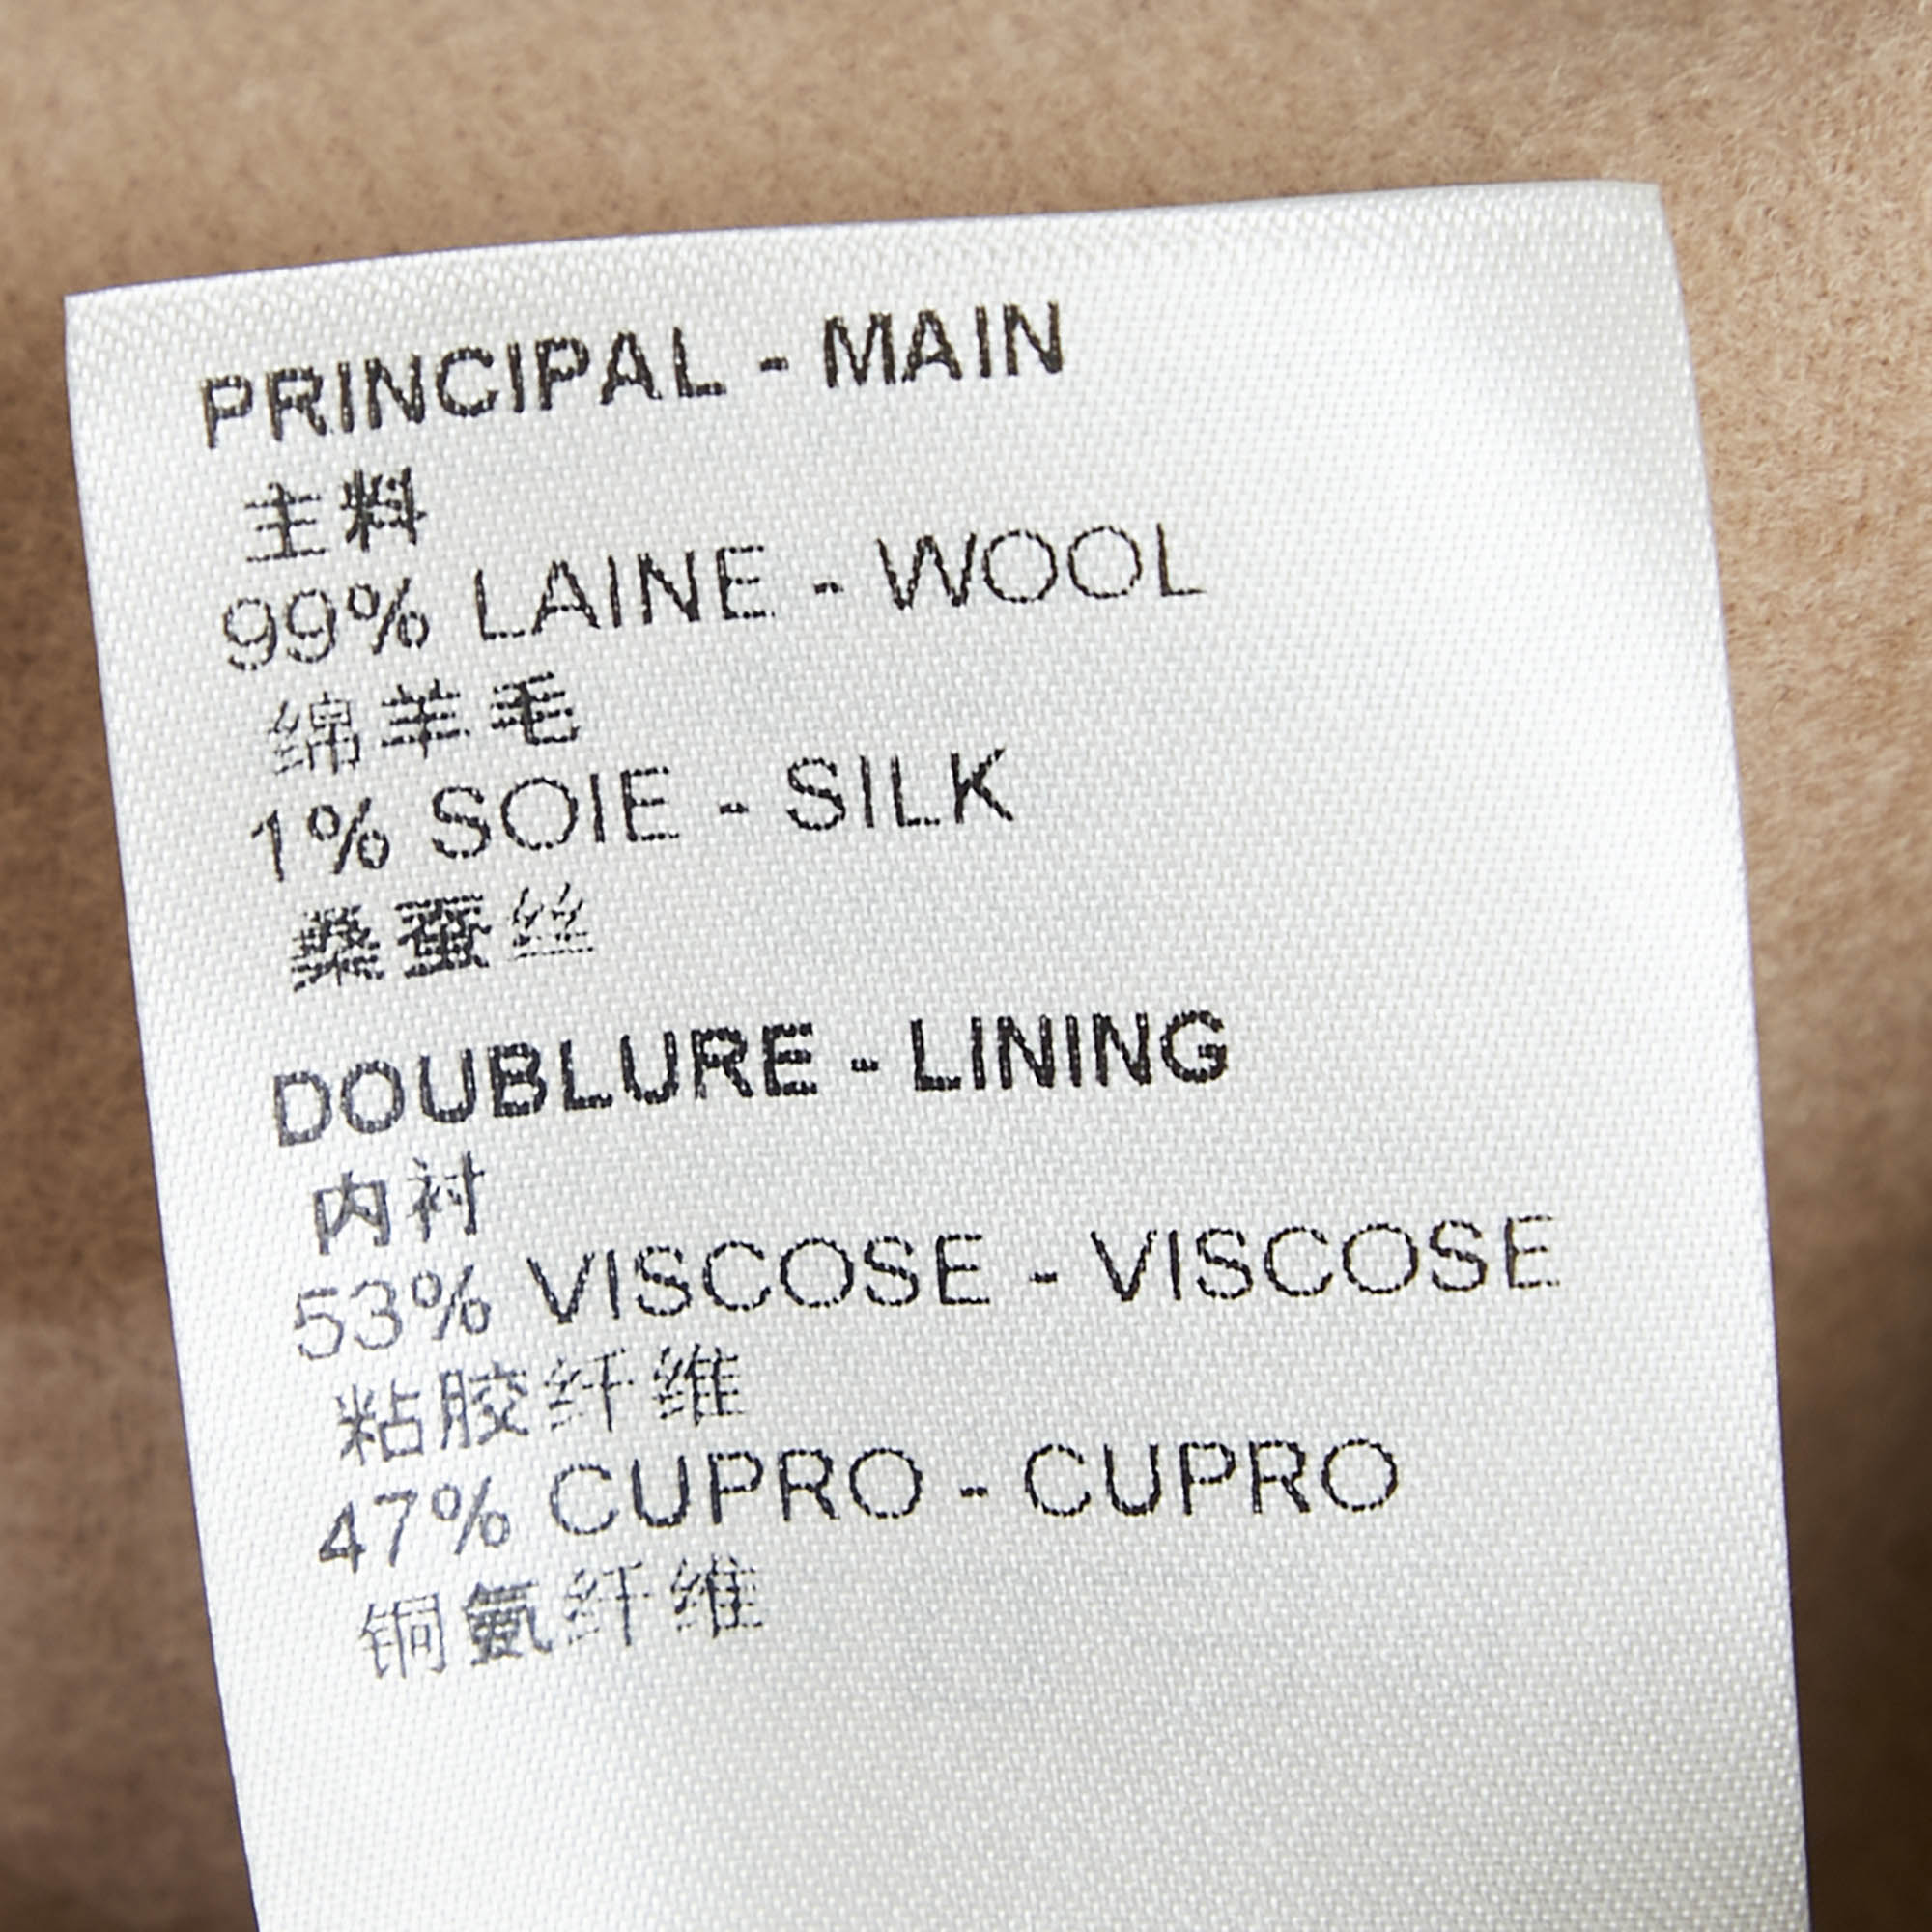 PRINCIPAL - MAIN
主料
99% LAINE - WOOL
绵羊毛
1% SOIE - SILK
桑蚕丝
DOUBLURE - LINING
内衬
53% VISCOSE - VISCOSE
粘胶纤维
47% CUPRO - CUPRO
铜氨纤维